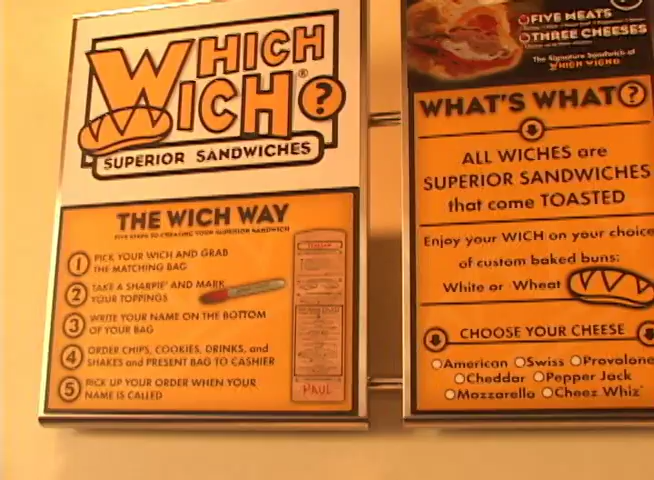 WHICH
WICH®?
SUPERIOR SANDWICHES
THE WICH WAY
FIVE STEPS TO CREATING YOUR SUPERIOR SANDWICH
1 PICK YOUR WICH AND GRAB
THE MATCHING BAG
2 TAKE A SHARPIE® AND MARK
YOUR TOPPINGS
3 WRITE YOUR NAME ON THE BOTTOM
OF YOUR BAG
4 ORDER CHIPS, COOKIES, DRINKS, and
SHAKES and PRESENT BAG TO CASHIER
5 PICK UP YOUR ORDER WHEN YOUR
NAME IS CALLED
PAUL
FIVE MEATS
THREE CHEESES
The Signature Sandwich of
WHICH WICH®
WHAT'S WHAT?
ALL WICHES are
SUPERIOR SANDWICHES
that come TOASTED
Enjoy your WICH on your choice
of custom baked buns:
White or Wheat
CHOOSE YOUR CHEESE
American Swiss Provolone
Cheddar Pepper Jack
Mozzarella Cheez Whiz®